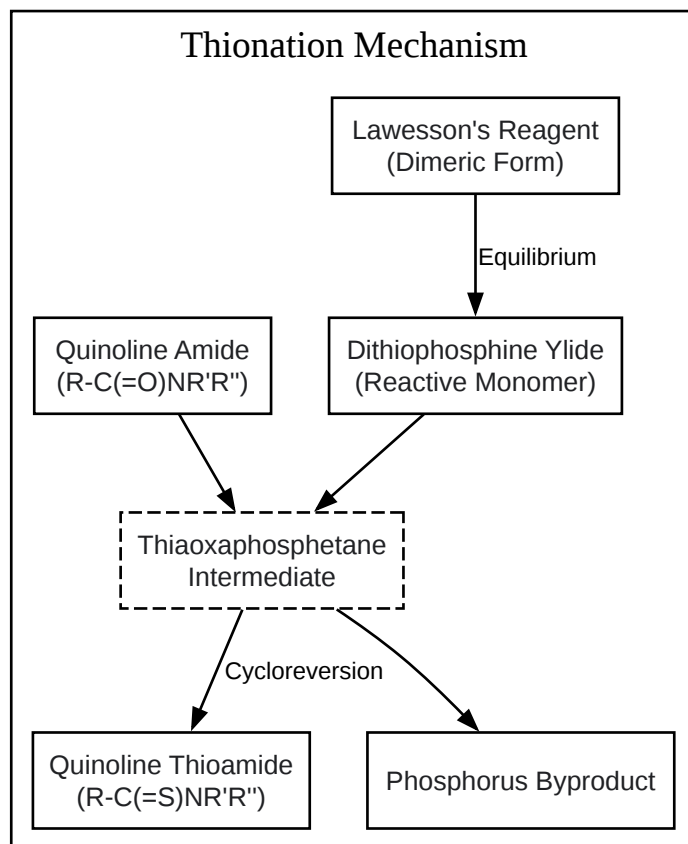 Thionation Mechanism
Lawesson's Reagent
(Dimeric Form)
Equilibrium
Quinoline Amide
(R-C(=O)NR'R")
Dithiophosphine Ylide
(Reactive Monomer)
Thiaoxaphosphetane
Intermediate
Cycloreversion
Quinoline Thioamide
(R-C(=S)NR'R")
Phosphorus Byproduct